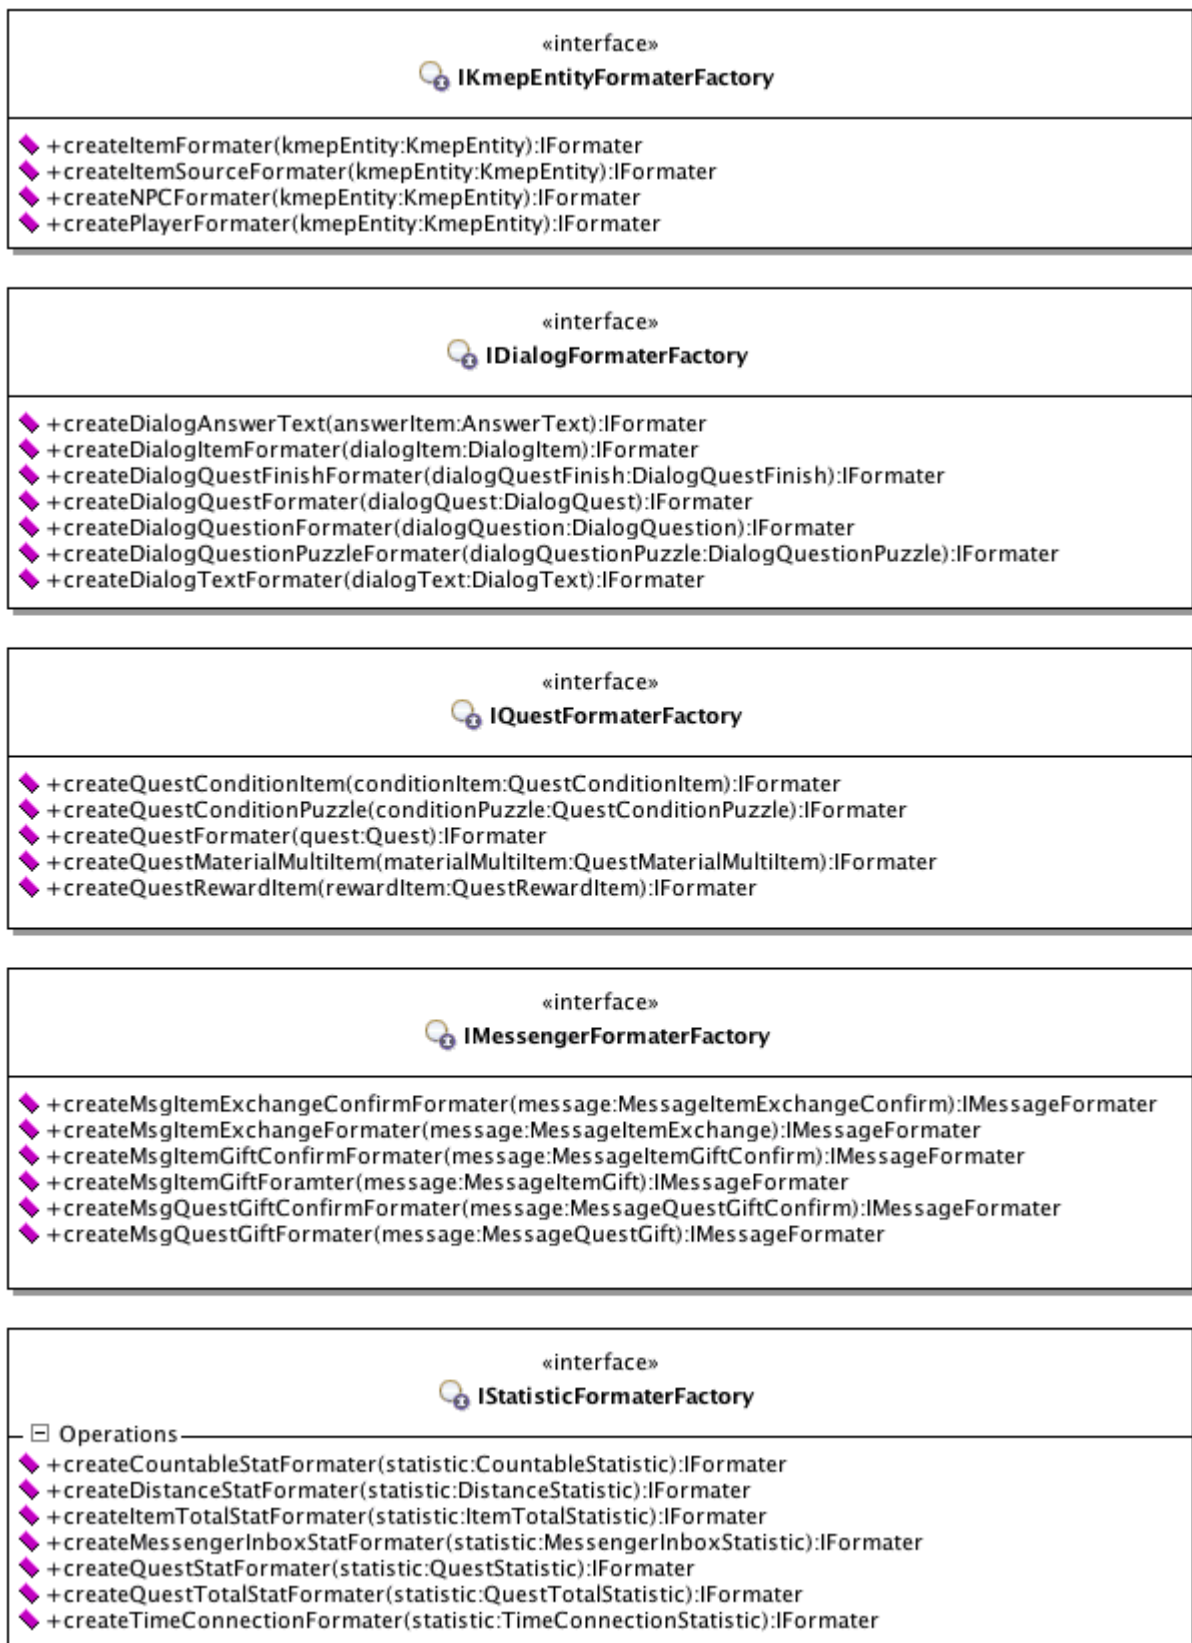 «interface»
IKmepEntityFormaterFactory
+createItemFormater(kmepEntity:KmepEntity):IFormater
+createItemSourceFormater(kmepEntity:KmepEntity):IFormater
+createNPCFormater(kmepEntity:KmepEntity):IFormater
+createPlayerFormater(kmepEntity:KmepEntity):IFormater
«interface»
IDialogFormaterFactory
+createDialogAnswerText(answerItem:AnswerText):IFormater
+createDialogItemFormater(dialogItem:DialogItem):IFormater
+createDialogQuestFinishFormater(dialogQuestFinish:DialogQuestFinish):IFormater
+createDialogQuestFormater(dialogQuest:DialogQuest):IFormater
+createDialogQuestionFormater(dialogQuestion:DialogQuestion):IFormater
+createDialogQuestionPuzzleFormater(dialogQuestionPuzzle:DialogQuestionPuzzle):IFormater
+createDialogTextFormater(dialogText:DialogText):IFormater
«interface»
IQuestFormaterFactory
+createQuestConditionItem(conditionItem:QuestConditionItem):IFormater
+createQuestConditionPuzzle(conditionPuzzle:QuestConditionPuzzle):IFormater
+createQuestFormater(quest:Quest):IFormater
+createQuestMaterialMultiItem(materialMultiItem:QuestMaterialMultiItem):IFormater
+createQuestRewardItem(rewardItem:QuestRewardItem):IFormater
«interface»
IMessengerFormaterFactory
+createMsgItemExchangeConfirmFormater(message:MessageItemExchangeConfirm):IMessageFormater
+createMsgItemExchangeFormater(message:MessageItemExchange):IMessageFormater
+createMsgItemGiftConfirmFormater(message:MessageItemGiftConfirm):IMessageFormater
+createMsgItemGiftForamter(message:MessageItemGift):IMessageFormater
+createMsgQuestGiftConfirmFormater(message:MessageQuestGiftConfirm):IMessageFormater
+createMsgQuestGiftFormater(message:MessageQuestGift):IMessageFormater
«interface»
IStatisticFormaterFactory
Operations
+createCountableStatFormater(statistic:CountableStatistic):IFormater
+createDistanceStatFormater(statistic:DistanceStatistic):IFormater
+createItemTotalStatFormater(statistic:ItemTotalStatistic):IFormater
+createMessengerInboxStatFormater(statistic:MessengerInboxStatistic):IFormater
+createQuestStatFormater(statistic:QuestStatistic):IFormater
+createQuestTotalStatFormater(statistic:QuestTotalStatistic):IFormater
+createTimeConnectionFormater(statistic:TimeConnectionStatistic):IFormater